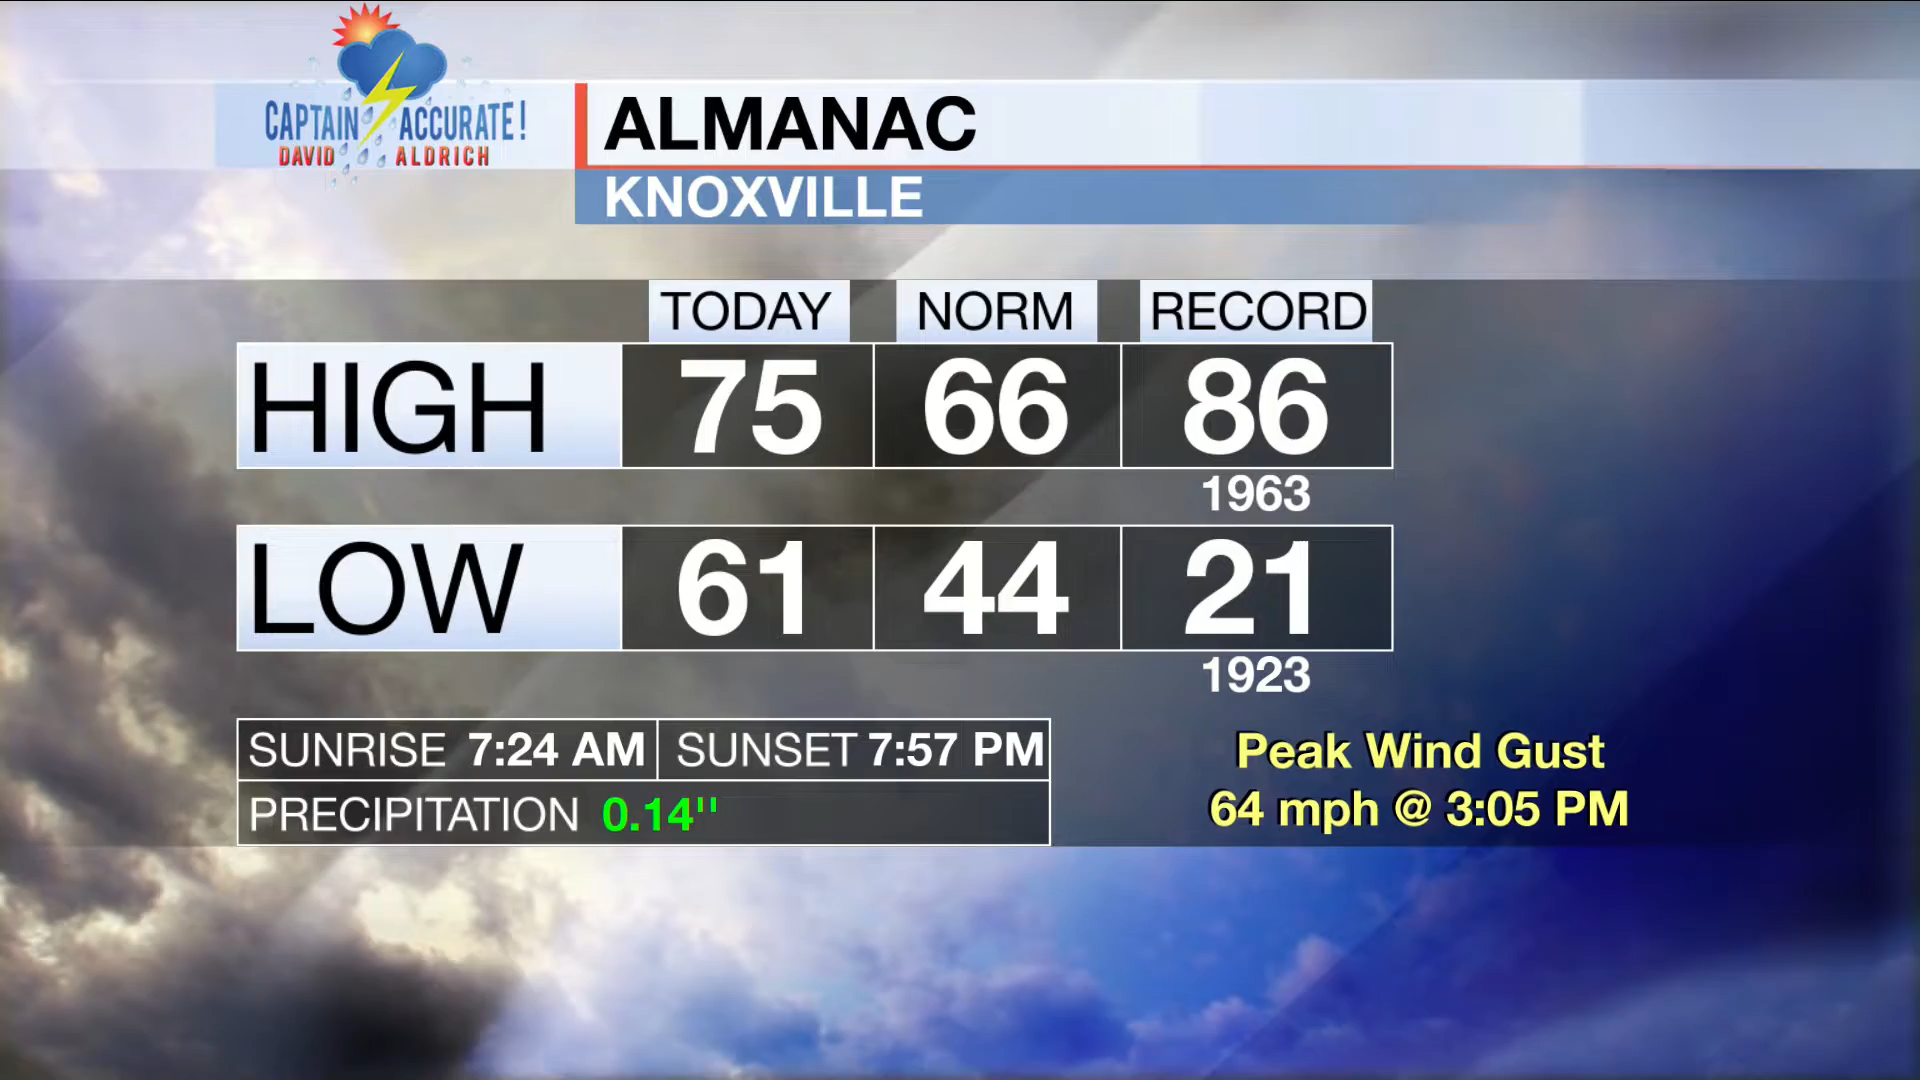 CAPTAIN ACCURATE!
DAVID ALDRICH
ALMANAC
KNOXVILLE
TODAY NORM RECORD
HIGH 75 66 86
1963
LOW 61 44 21
1923
SUNRISE 7:24 AM SUNSET 7:57 PM
PRECIPITATION 0.14"
Peak Wind Gust
64 mph @ 3:05 PM